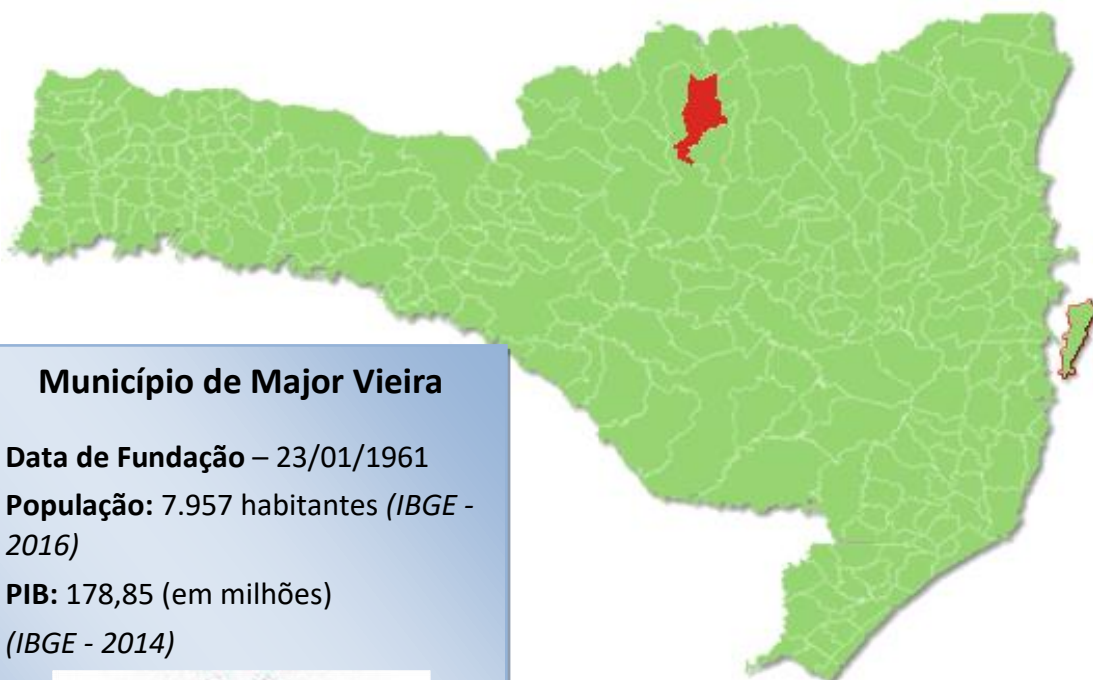 Município de Major Vieira
Data de Fundação – 23/01/1961
População: 7.957 habitantes (IBGE -
2016)
PIB: 178,85 (em milhões)
(IBGE - 2014)